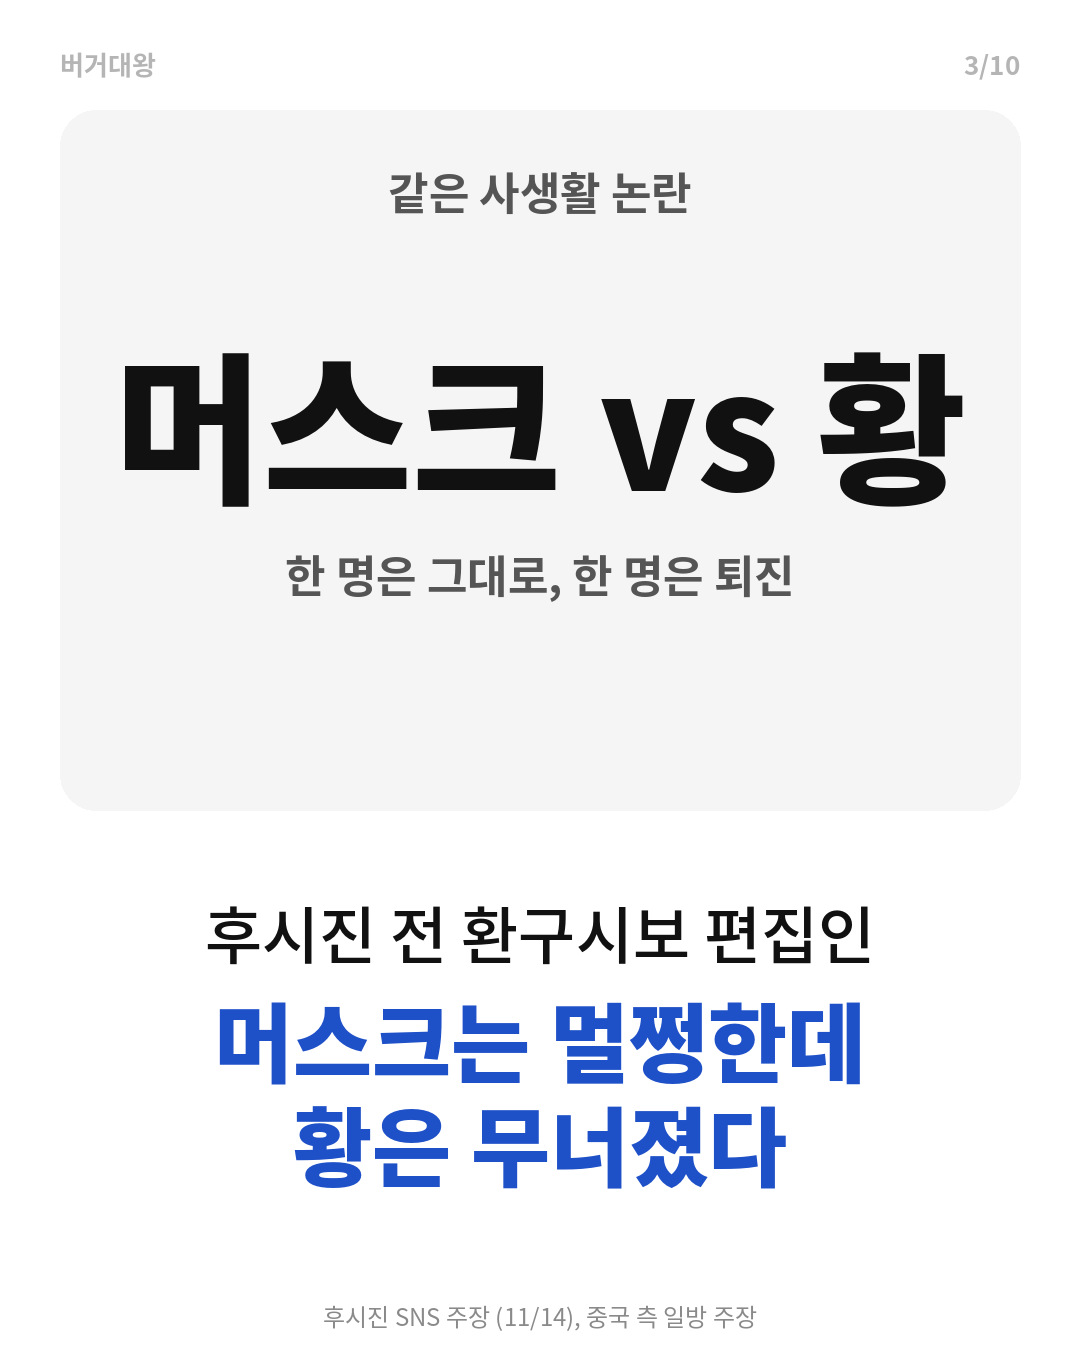 버거대왕
3/10
같은 사생활 논란
머스크 vs 황
한 명은 그대로, 한 명은 퇴진
후시진 전 환구시보 편집인
머스크는 멀쩡한데
황은 무너졌다
후시진 SNS 주장 (11/14), 중국 측 일방 주장